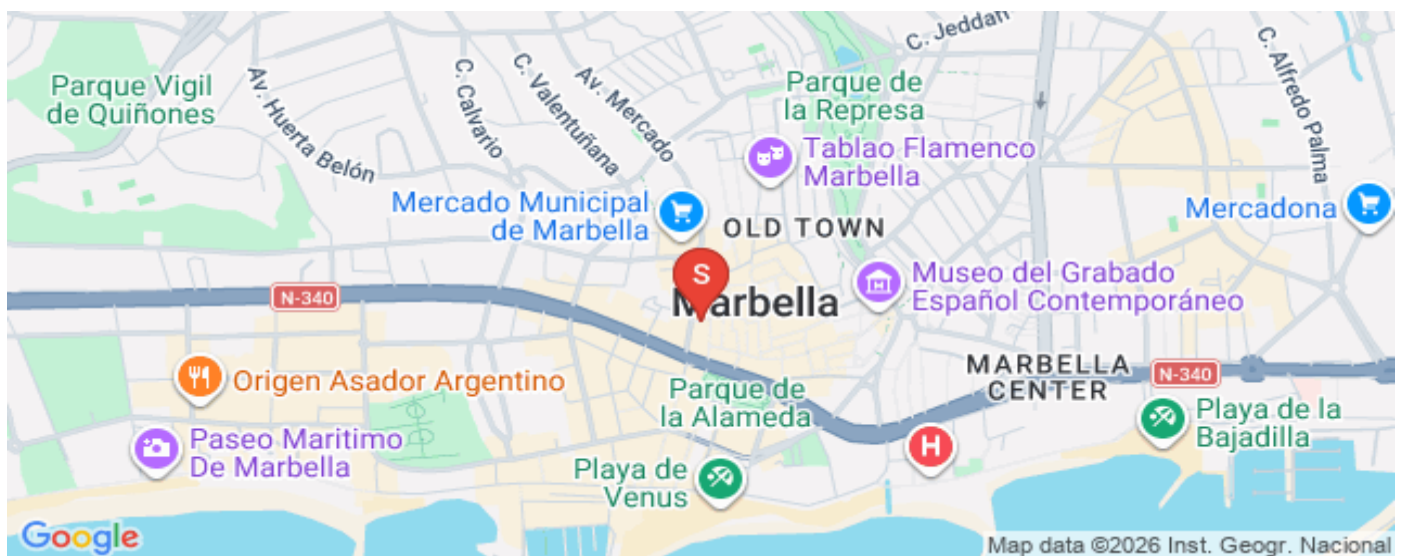 C. Jeddah
Parque Vigil
de Quiñones
Av. Huerta Belón
C. Calvario
C. Valentuñana
Av. Mercado
Parque de
la Represa
C. Alfredo Palma
Tablao Flamenco
Marbella
Mercado Municipal
de Marbella
OLD TOWN
Mercadona
S
Marbella
Museo del Grabado
Español Contemporáneo
N-340
Origen Asador Argentino
MARBELLA
CENTER
N-340
Parque de
la Alameda
Paseo Maritimo
De Marbella
Playa de
Venus
H
Playa de la
Bajadilla
Google
Map data ©2026 Inst. Geogr. Nacional